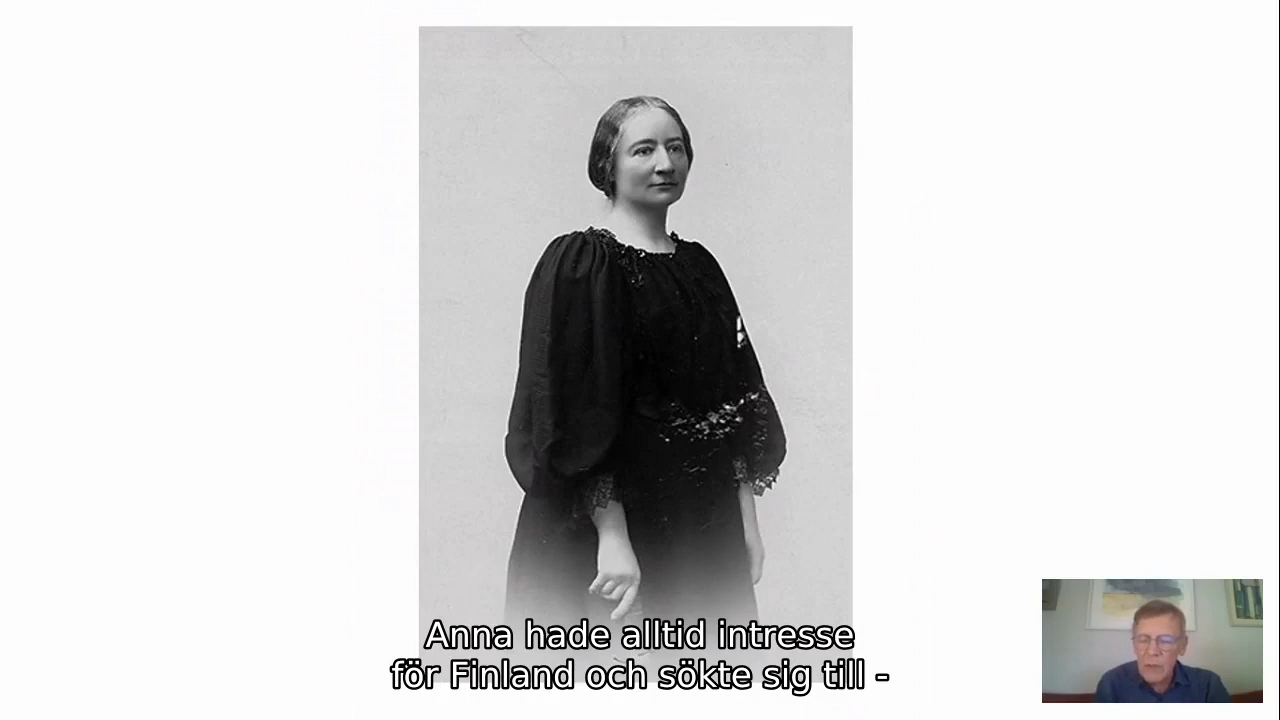 Anna hade alltid intresse
för Finland och sökte sig till -